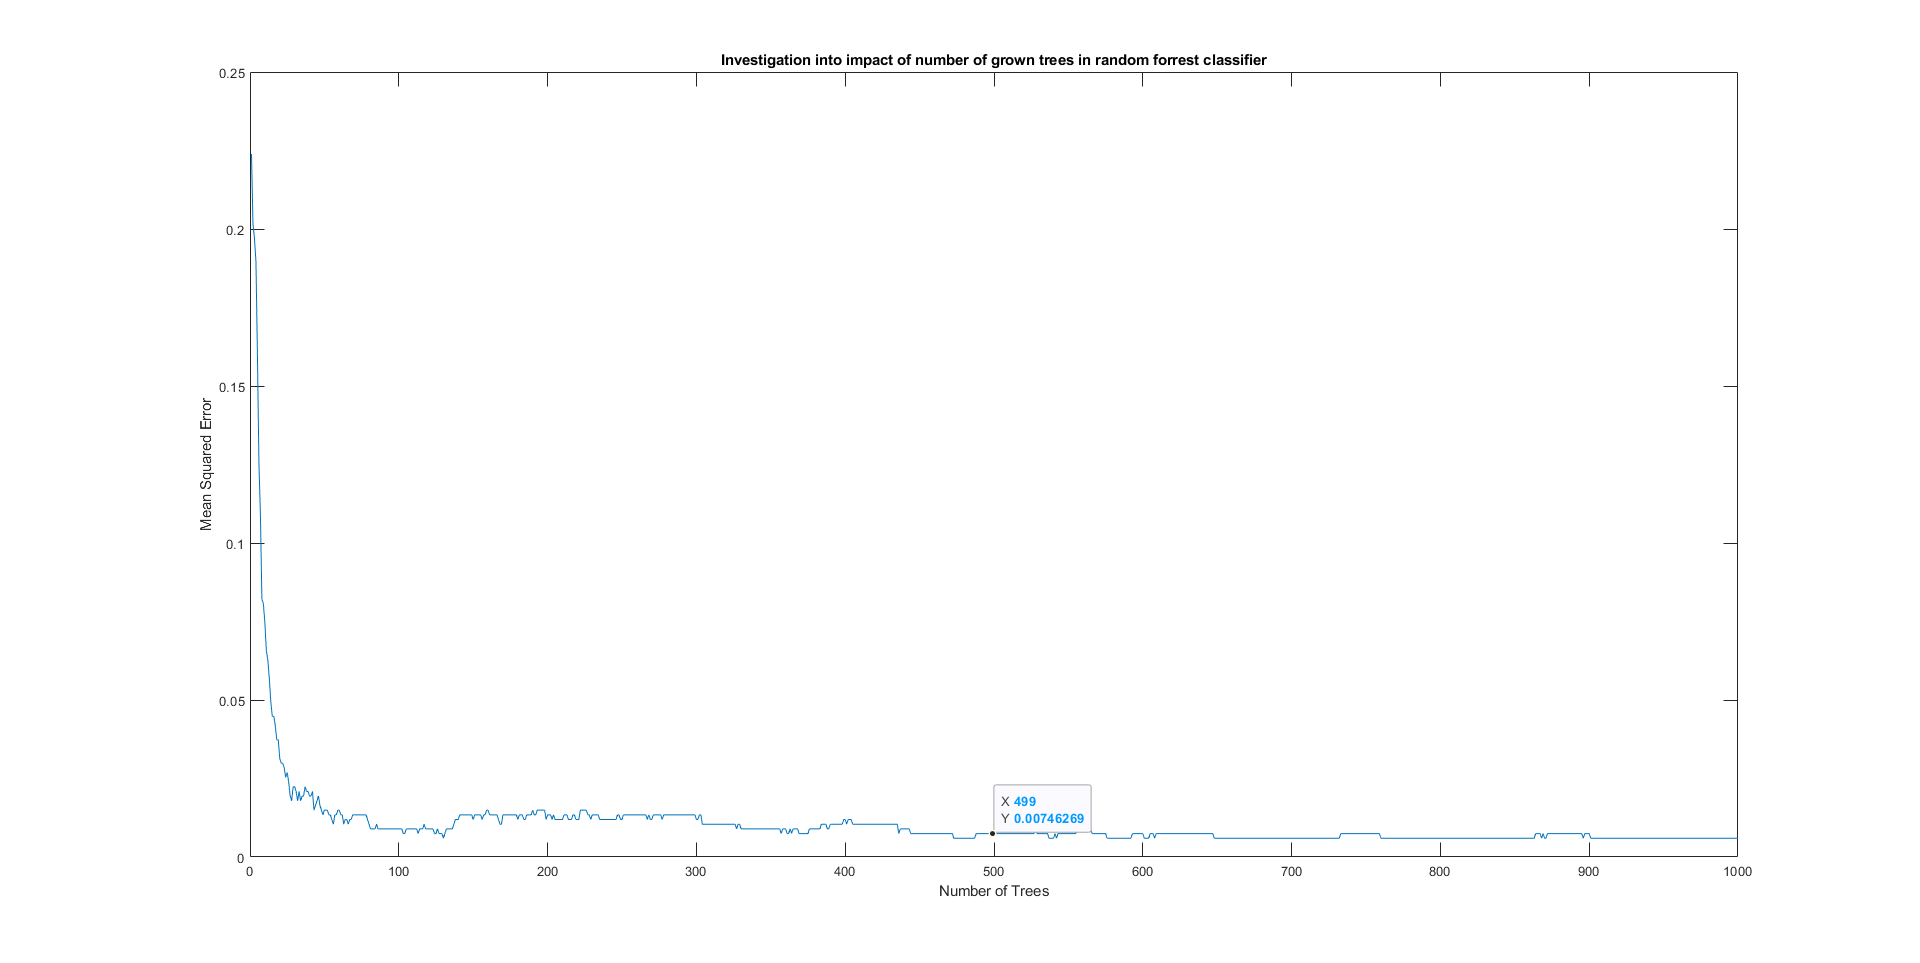 Investigation into impact of number of grown trees in random forrest classifier
0.25
0.2
0.15
0.1
0.05
0
Mean Squared Error
X 499
Y 0.00746269
0 100 200 300 400 500 600 700 800 900 1000
Number of Trees